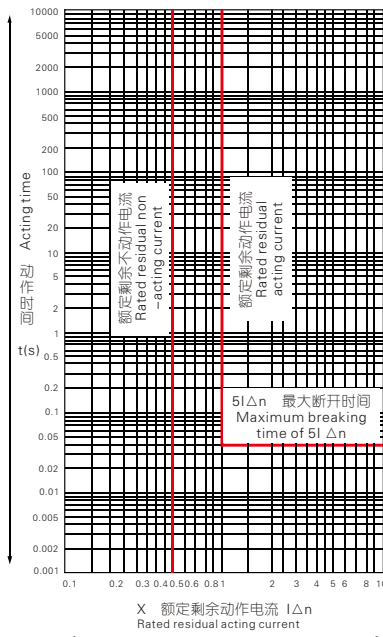 10000
5000
2000
1000
500
200
100
50
20
10
5
2
1
0.5
0.2
0.1
0.05
0.02
0.01
0.005
0.002
0.001
动作时间 Acting time
t(s)
额定剩余不动作电流
Rated residual non
-acting current
额定剩余动作电流
Rated residual
acting current
5I△n 最大断开时间
Maximum breaking
time of 5I △n
0.1 0.2 0.3 0.4 0.5 0.6 0.8 1 2 3 4 5 6 8 10
X 额定剩余动作电流 I△n
Rated residual acting current